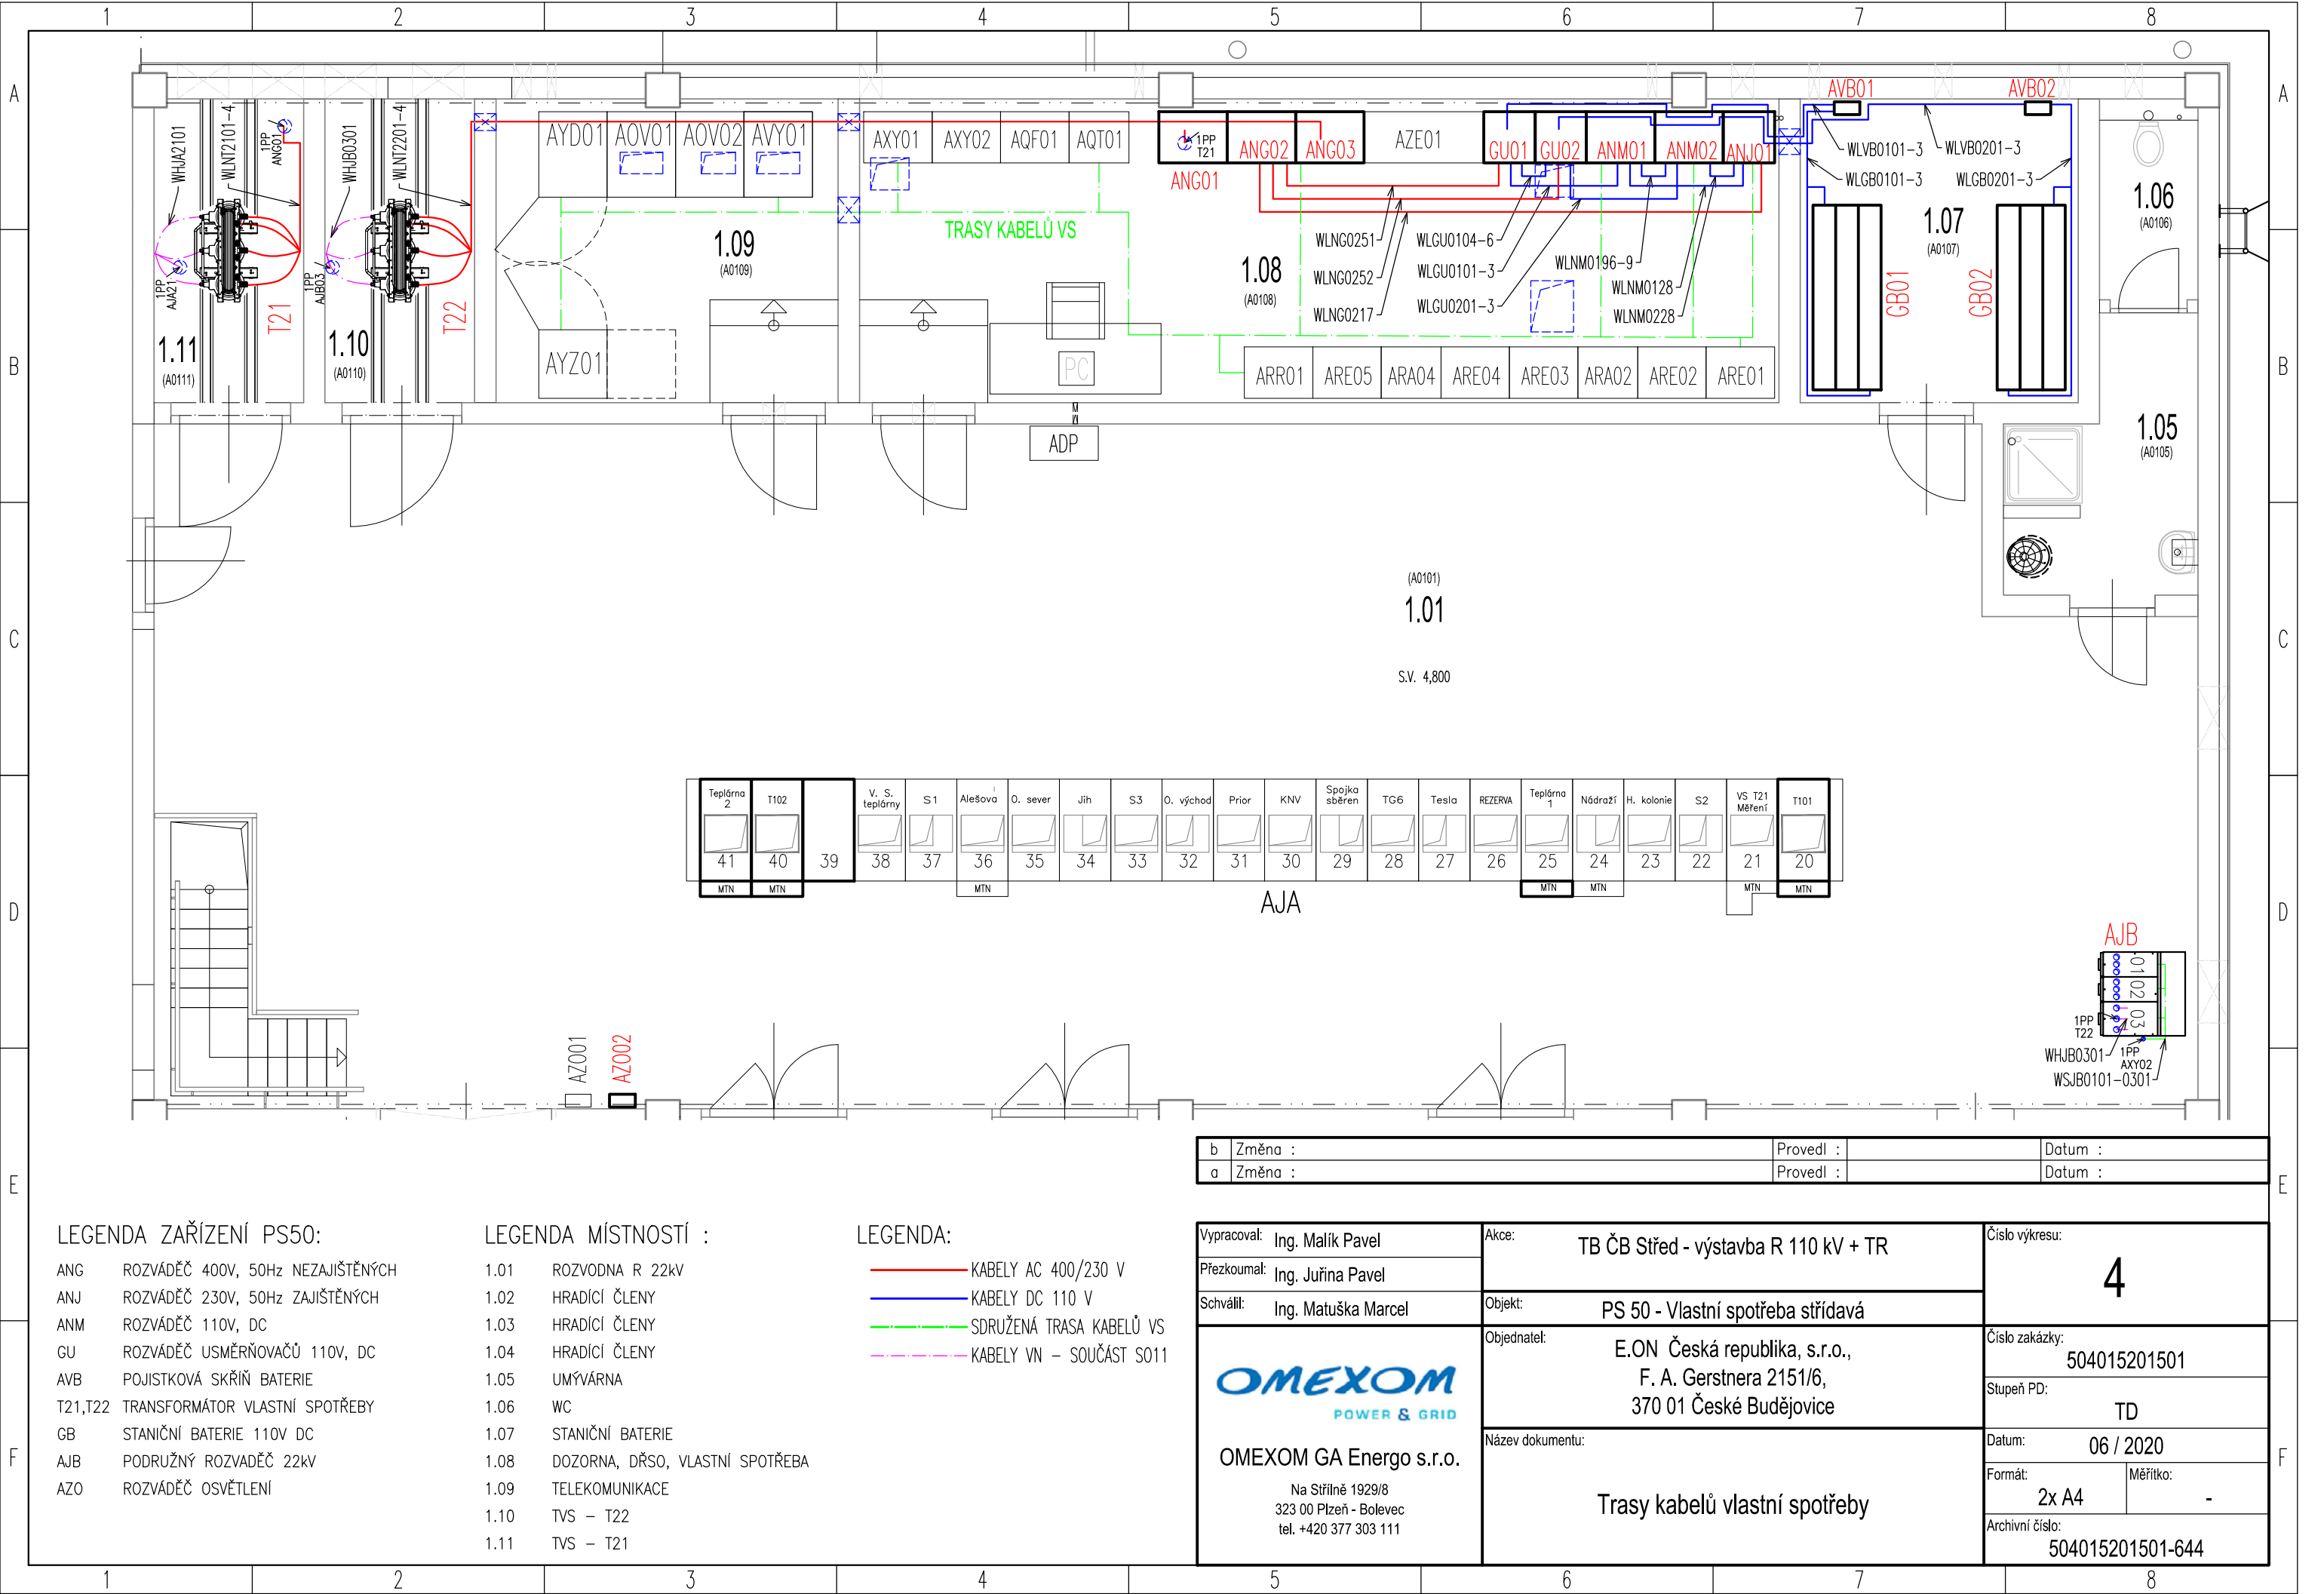 1 2 3 4 5 6 7 8
A A
B B
C C
D D
E E
F F
WHJA2101
WLNT2101-4
1PP
ANG01
WHJB0301
WLNT2201-4
1PP
AJA21
1PP
AJB03
T21
T22
1.11
(A0111)
1.10
(A0110)
AYD01
AOV01
AOV02
AVY01
1.09
(A0109)
AYZ01
AXY01
AXY02
AQF01
AQT01
TRASY KABELŮ VS
PC
ADP
1PP
T21
ANG01
ANG02
ANG03
AZE01
GU01
GU02
ANM01
ANM02
ANJ01
1.08
(A0108)
WLNG0251
WLNG0252
WLNG0217
WLGU0104-6
WLGU0101-3
WLGU0201-3
WLNM0196-9
WLNM0128
WLNM0228
ARR01
ARE05
ARA04
ARE04
ARE03
ARA02
ARE02
ARE01
AVB01
AVB02
WLVB0101-3
WLVB0201-3
WLGB0101-3
WLGB0201-3
1.07
(A0107)
GB01
GB02
1.06
(A0106)
1.05
(A0105)
(A0101)
1.01
S.V. 4,800
Teplárna
2
41
MTN
T102
40
MTN
39
V. S.
teplárny
38
S1
37
Alešova
36
MTN
O. sever
35
Jih
34
S3
33
O. východ
32
Prior
31
KNV
30
Spojka
sběren
29
TG6
28
Tesla
27
REZERVA
26
Teplárna
1
25
MTN
Nádraží
24
MTN
H. kolonie
23
S2
22
VS T21
Měření
21
MTN
T101
20
MTN
AJA
AJB
01
02
03
1PP
T22
WHJB0301
1PP
AXY02
WSJB0101-0301
AZO01
AZO02
b Změna : Provedl : Datum :
a Změna : Provedl : Datum :
LEGENDA ZAŘÍZENÍ PS50:
ANG ROZVÁDĚČ 400V, 50Hz NEZAJIŠTĚNÝCH
ANJ ROZVÁDĚČ 230V, 50Hz ZAJIŠTĚNÝCH
ANM ROZVÁDĚČ 110V, DC
GU ROZVÁDĚČ USMĚRŇOVAČŮ 110V, DC
AVB POJISTKOVÁ SKŘÍŇ BATERIE
T21,T22 TRANSFORMÁTOR VLASTNÍ SPOTŘEBY
GB STANIČNÍ BATERIE 110V DC
AJB PODRUŽNÝ ROZVADĚČ 22kV
AZO ROZVÁDĚČ OSVĚTLENÍ
LEGENDA MÍSTNOSTÍ :
1.01 ROZVODNA R 22kV
1.02 HRADÍCÍ ČLENY
1.03 HRADÍCÍ ČLENY
1.04 HRADÍCÍ ČLENY
1.05 UMÝVÁRNA
1.06 WC
1.07 STANIČNÍ BATERIE
1.08 DOZORNA, DŘSO, VLASTNÍ SPOTŘEBA
1.09 TELEKOMUNIKACE
1.10 TVS – T22
1.11 TVS – T21
LEGENDA:
KABELY AC 400/230 V
KABELY DC 110 V
SDRUŽENÁ TRASA KABELŮ VS
KABELY VN – SOUČÁST SO11
Vypracoval: Ing. Malík Pavel
Přezkoumal: Ing. Juřina Pavel
Schválil: Ing. Matuška Marcel
OMEXOM
POWER & GRID
OMEXOM GA Energo s.r.o.
Na Střílně 1929/8
323 00 Plzeň - Bolevec
tel. +420 377 303 111
Akce: TB ČB Střed - výstavba R 110 kV + TR
Objekt: PS 50 - Vlastní spotřeba střídavá
Objednatel: E.ON Česká republika, s.r.o.,
F. A. Gerstnera 2151/6,
370 01 České Budějovice
Název dokumentu:
Trasy kabelů vlastní spotřeby
Číslo výkresu:
4
Číslo zakázky:
504015201501
Stupeň PD:
TD
Datum: 06 / 2020
Formát: Měřítko:
2x A4 -
Archivní číslo:
504015201501-644
1 2 3 4 5 6 7 8